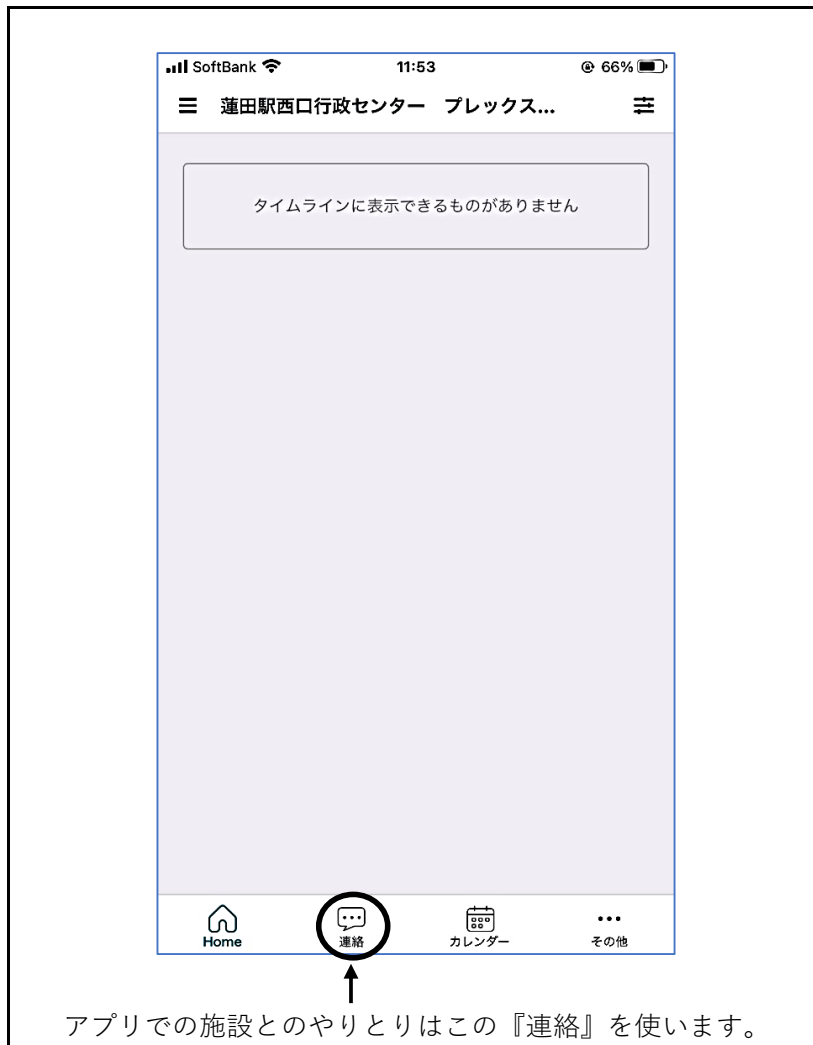 SoftBank 11:53 66%
蓮田駅西口行政センター　プレックス...
タイムラインに表示できるものがありません
Home 連絡 カレンダー その他
アプリでの施設とのやりとりはこの『連絡』を使います。